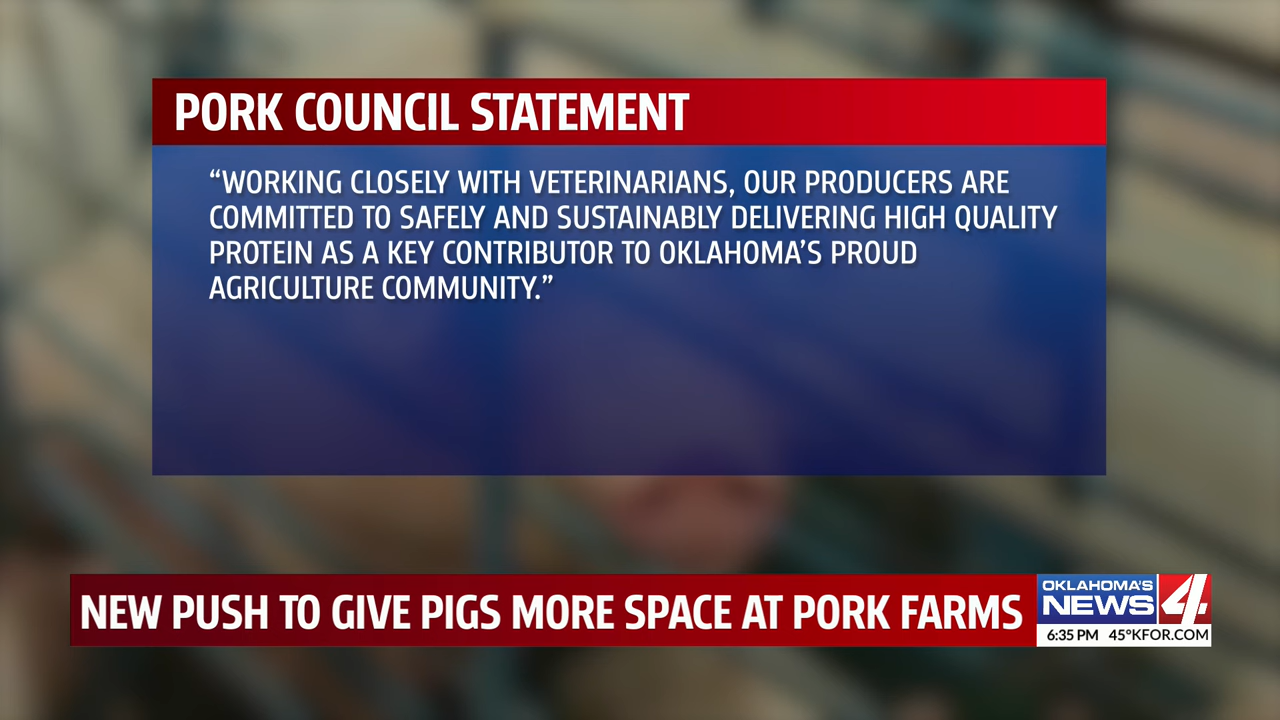 PORK COUNCIL STATEMENT
“WORKING CLOSELY WITH VETERINARIANS, OUR PRODUCERS ARE
COMMITTED TO SAFELY AND SUSTAINABLY DELIVERING HIGH QUALITY
PROTEIN AS A KEY CONTRIBUTOR TO OKLAHOMA’S PROUD
AGRICULTURE COMMUNITY.”
NEW PUSH TO GIVE PIGS MORE SPACE AT PORK FARMS
OKLAHOMA'S
NEWS 4
6:35 PM 45° KFOR.COM